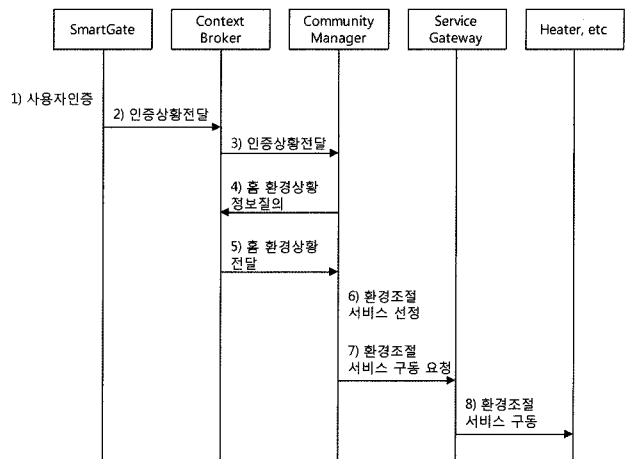 SmartGate
Context
Broker
Community
Manager
Service
Gateway
Heater, etc
1) 사용자인증
2) 인증상황전달
3) 인증상황전달
4) 홈 환경상황
정보질의
5) 홈 환경상황
전달
6) 환경조절
서비스 선정
7) 환경조절
서비스 구동 요청
8) 환경조절
서비스 구동